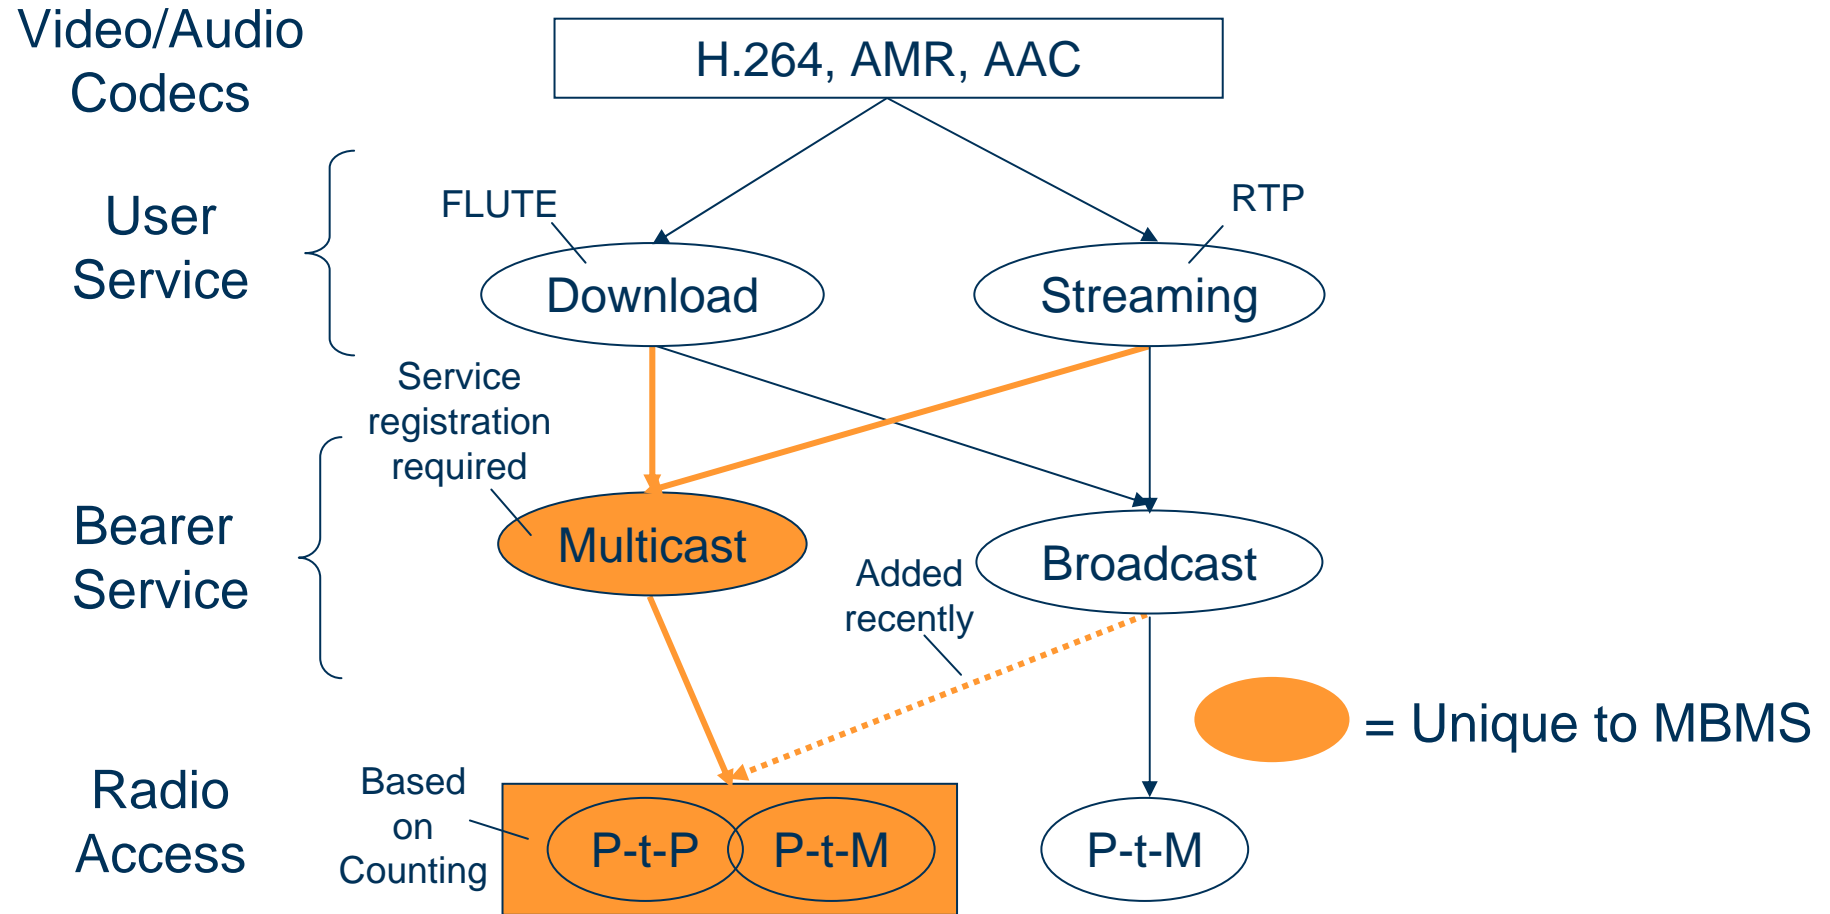 Video/Audio
Codecs
H.264, AMR, AAC
User
Service
FLUTE
RTP
Download
Streaming
Service
registration
required
Bearer
Service
Multicast
Broadcast
Added
recently
= Unique to MBMS
Radio
Access
Based
on
Counting
P-t-P
P-t-M
P-t-M